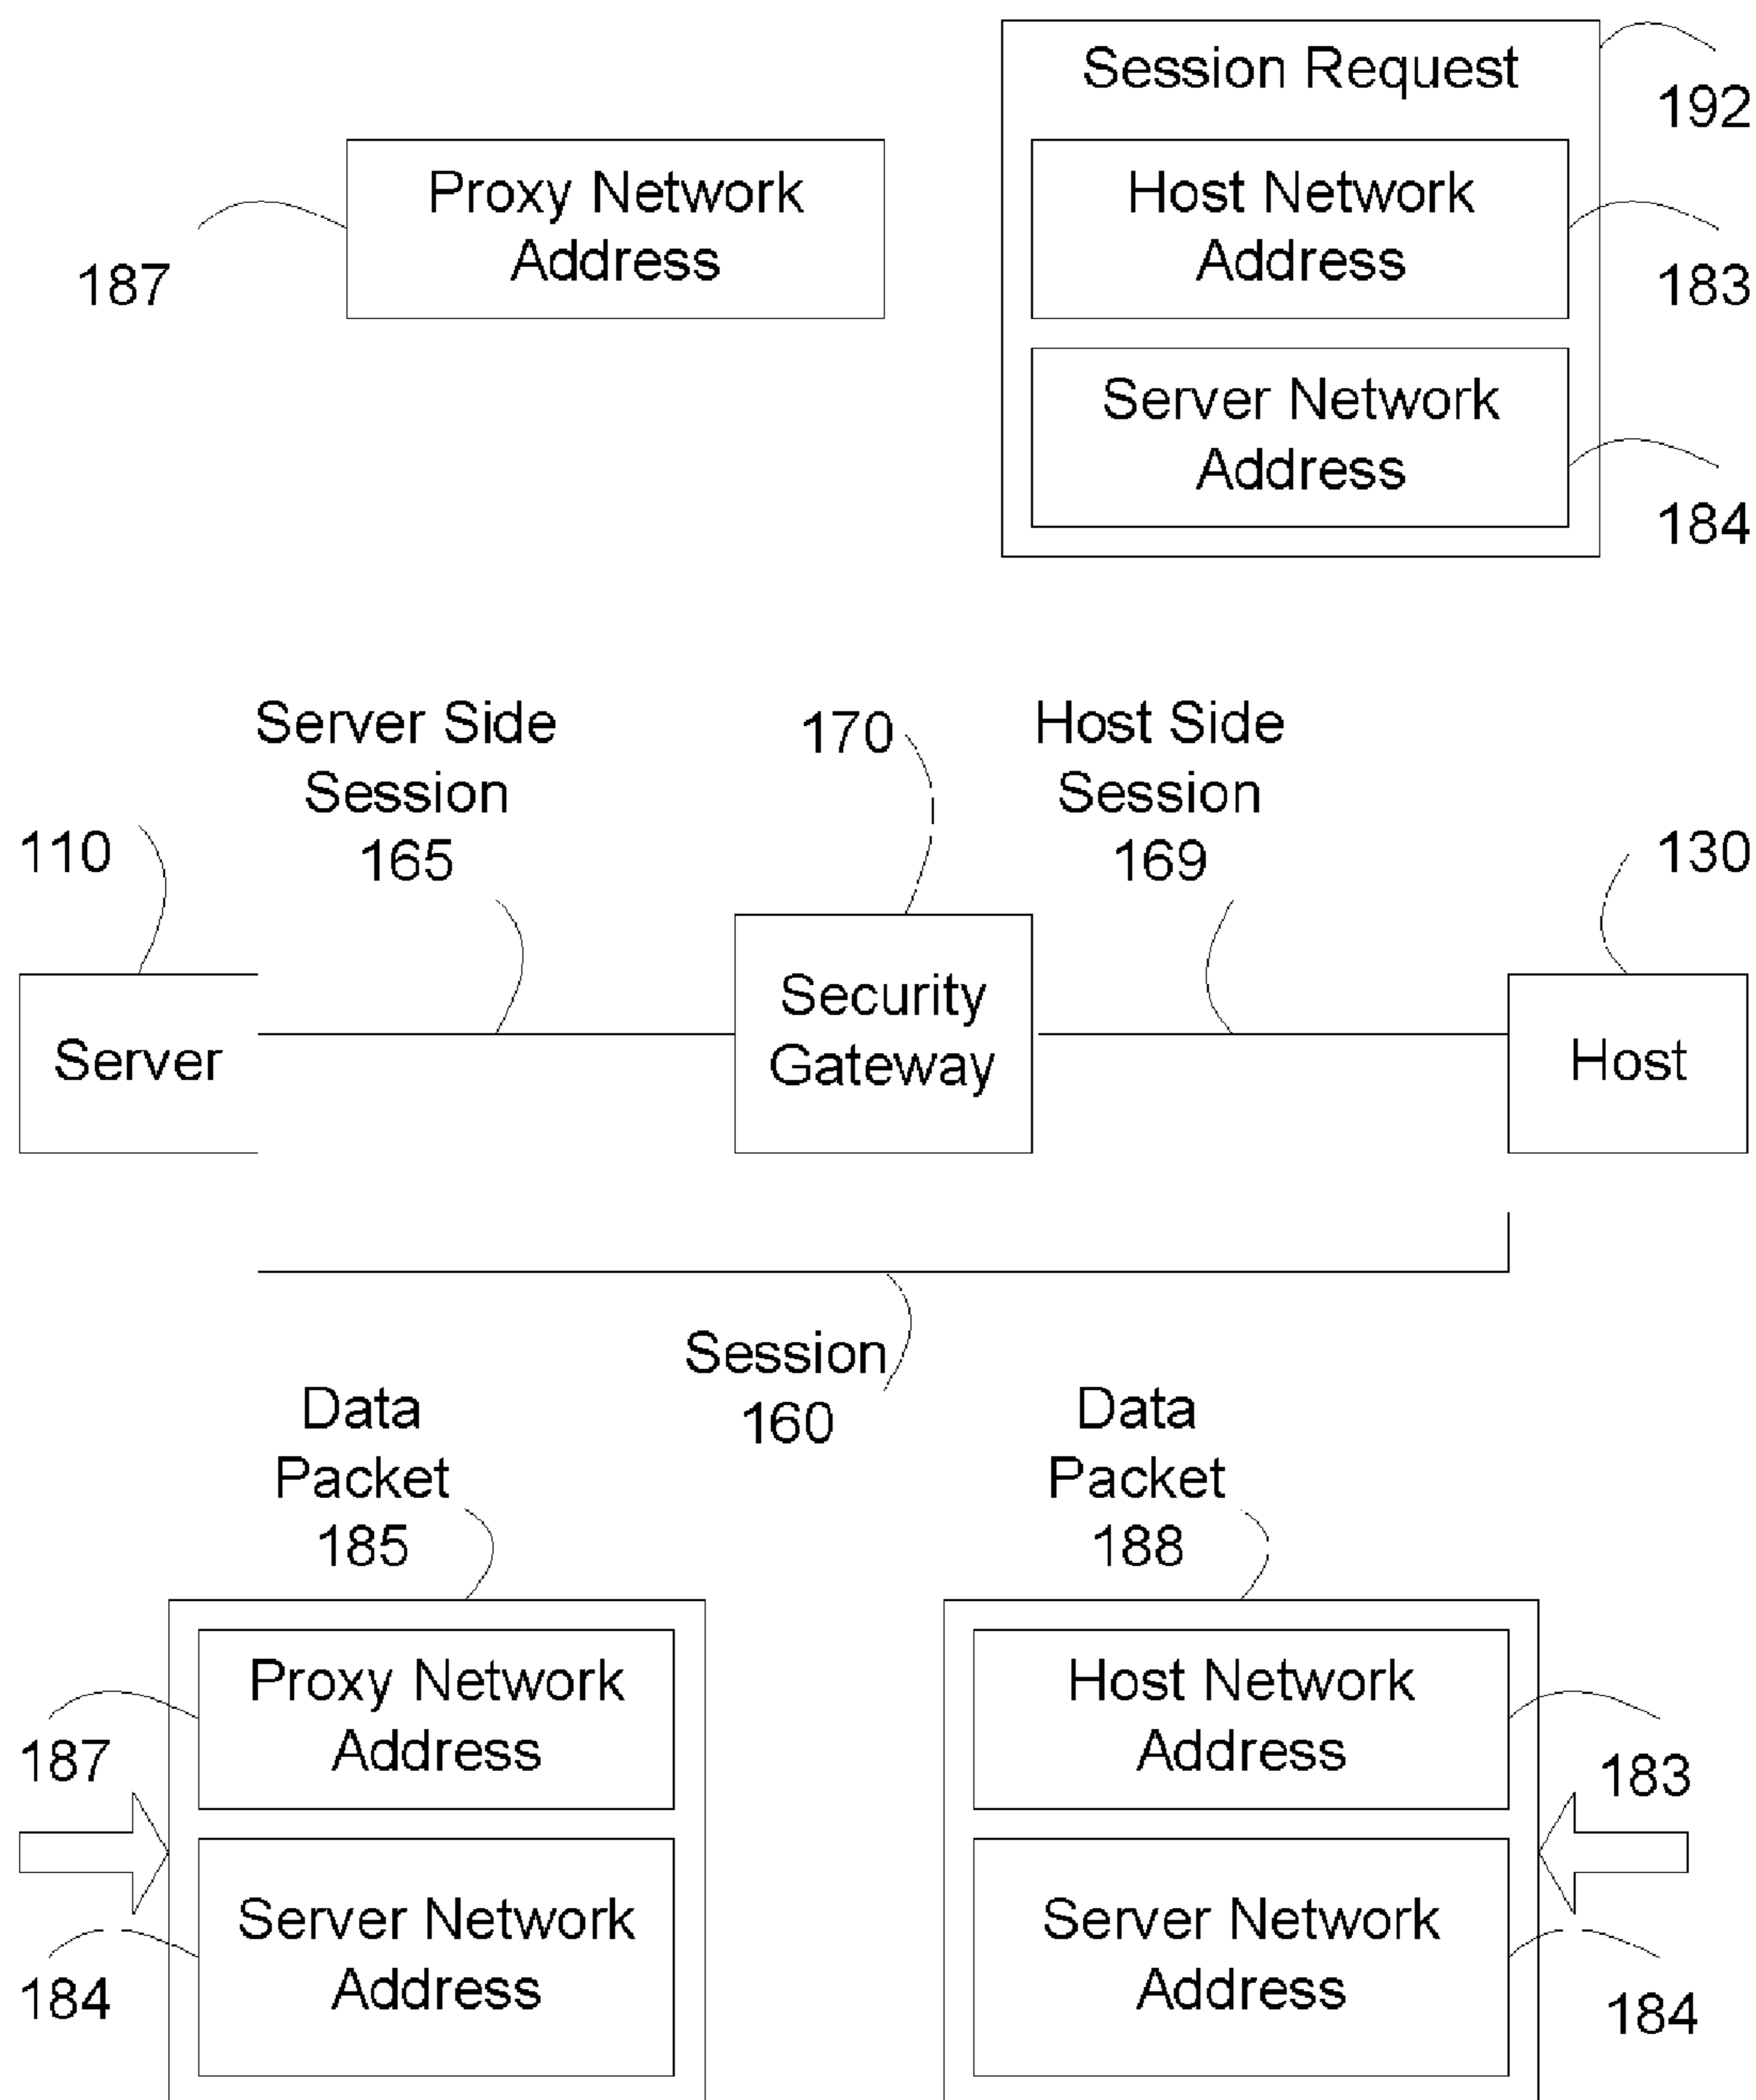 Session Request
192
Proxy Network
Address
187
Host Network
Address
183
Server Network
Address
184
Server Side
Session
165
170
Host Side
Session
169
110
130
Server
Security
Gateway
Host
Session
160
Data
Packet
185
Data
Packet
188
Proxy Network
Address
187
Server Network
Address
184
Host Network
Address
183
Server Network
Address
184